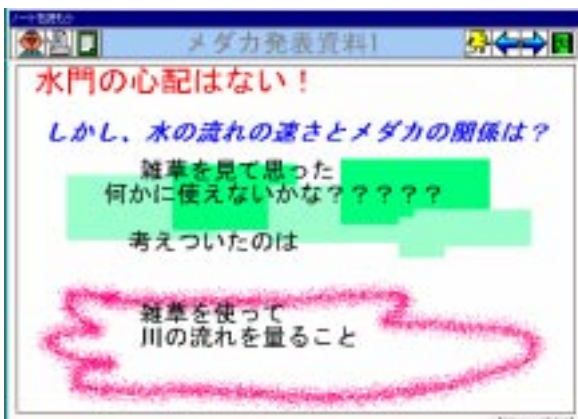 メダカ発表資料1
水門の心配はない！
しかし、水の流れの速さとメダカの関係は？
雑草を見て思った
何かに使えないかな？？？？？
考えついたのは
雑草を使って
川の流れを量ること